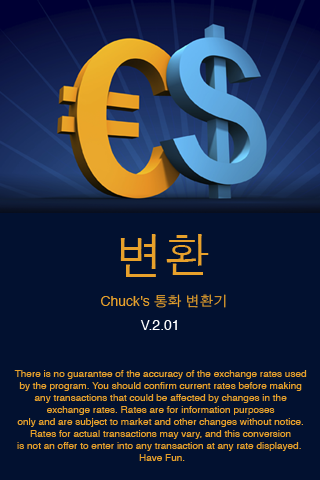 변환
Chuck's 통화 변환기
V.2.01
There is no guarantee of the accuracy of the exchange rates used
by the program. You should confirm current rates before making
any transactions that could be affected by changes in the
exchange rates. Rates are for information purposes
only and are subject to market and other changes without notice.
Rates for actual transactions may vary, and this conversion
is not an offer to enter into any transaction at any rate displayed.
Have Fun.